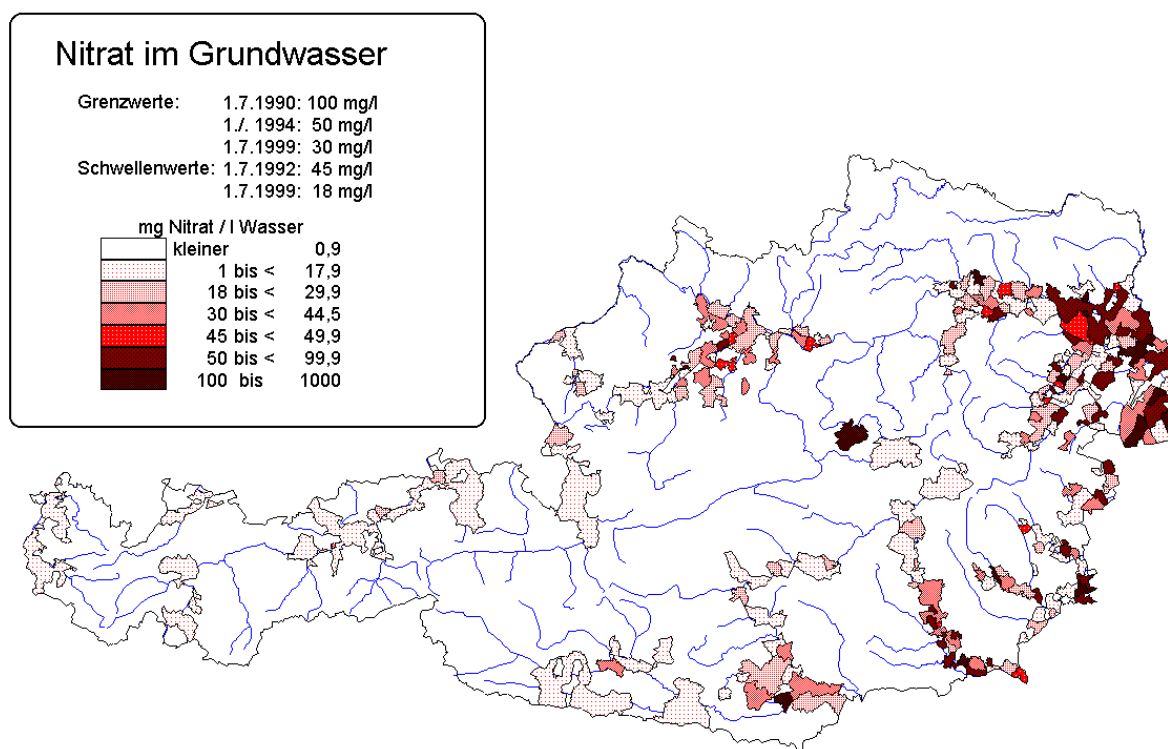 Nitrat im Grundwasser
Grenzwerte: 1.7.1990: 100 mg/l
1./. 1994: 50 mg/l
1.7.1999: 30 mg/l
Schwellenwerte: 1.7.1992: 45 mg/l
1.7.1999: 18 mg/l
mg Nitrat / l Wasser
kleiner 0,9
1 bis < 17,9
18 bis < 29,9
30 bis < 44,5
45 bis < 49,9
50 bis < 99,9
100 bis 1000